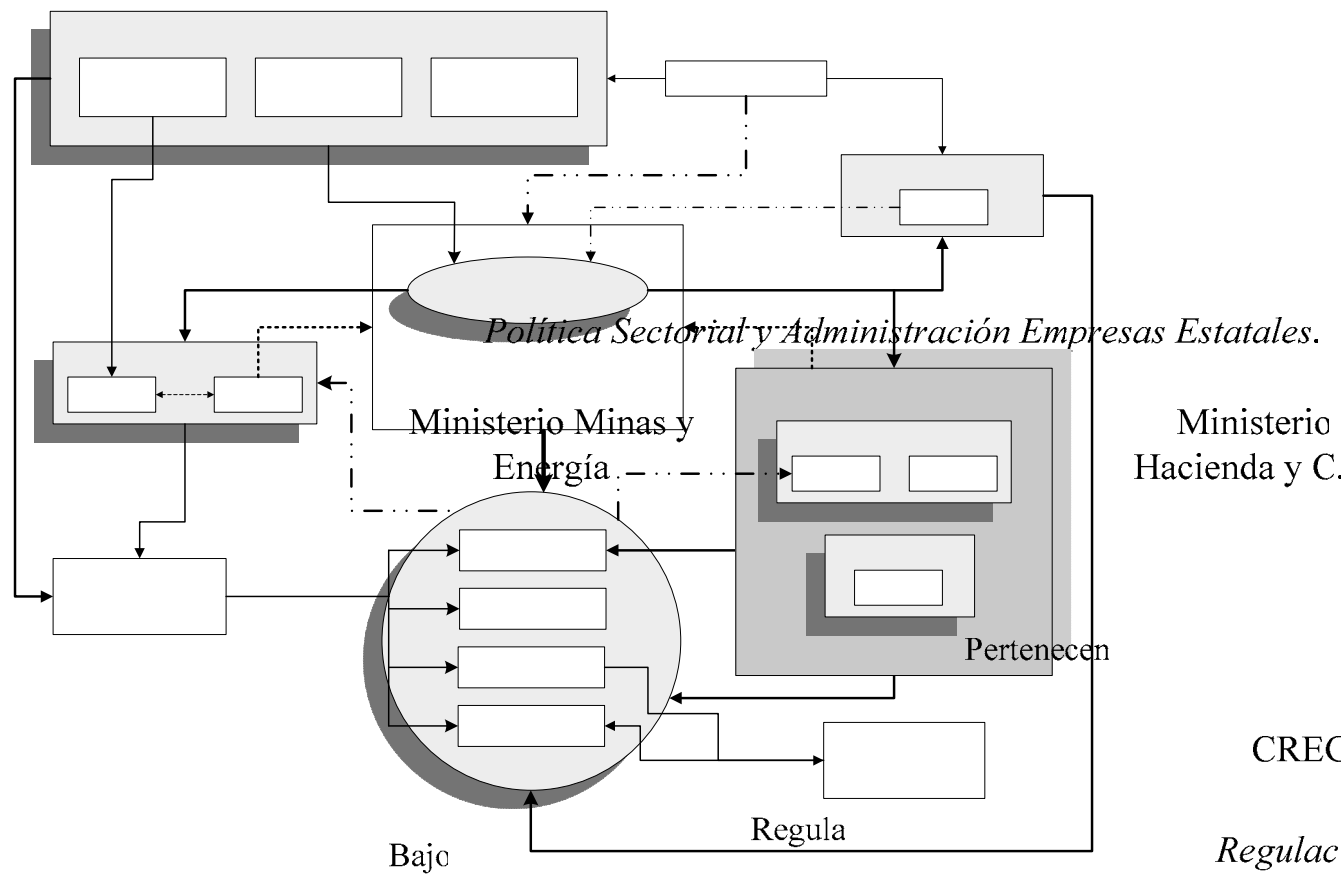 Política Sectorial y Administración Empresas Estatales.
Ministerio Minas y
Energía
Ministerio
Hacienda y C.
Pertenecen
CREG
Regula
Bajo
Regulac